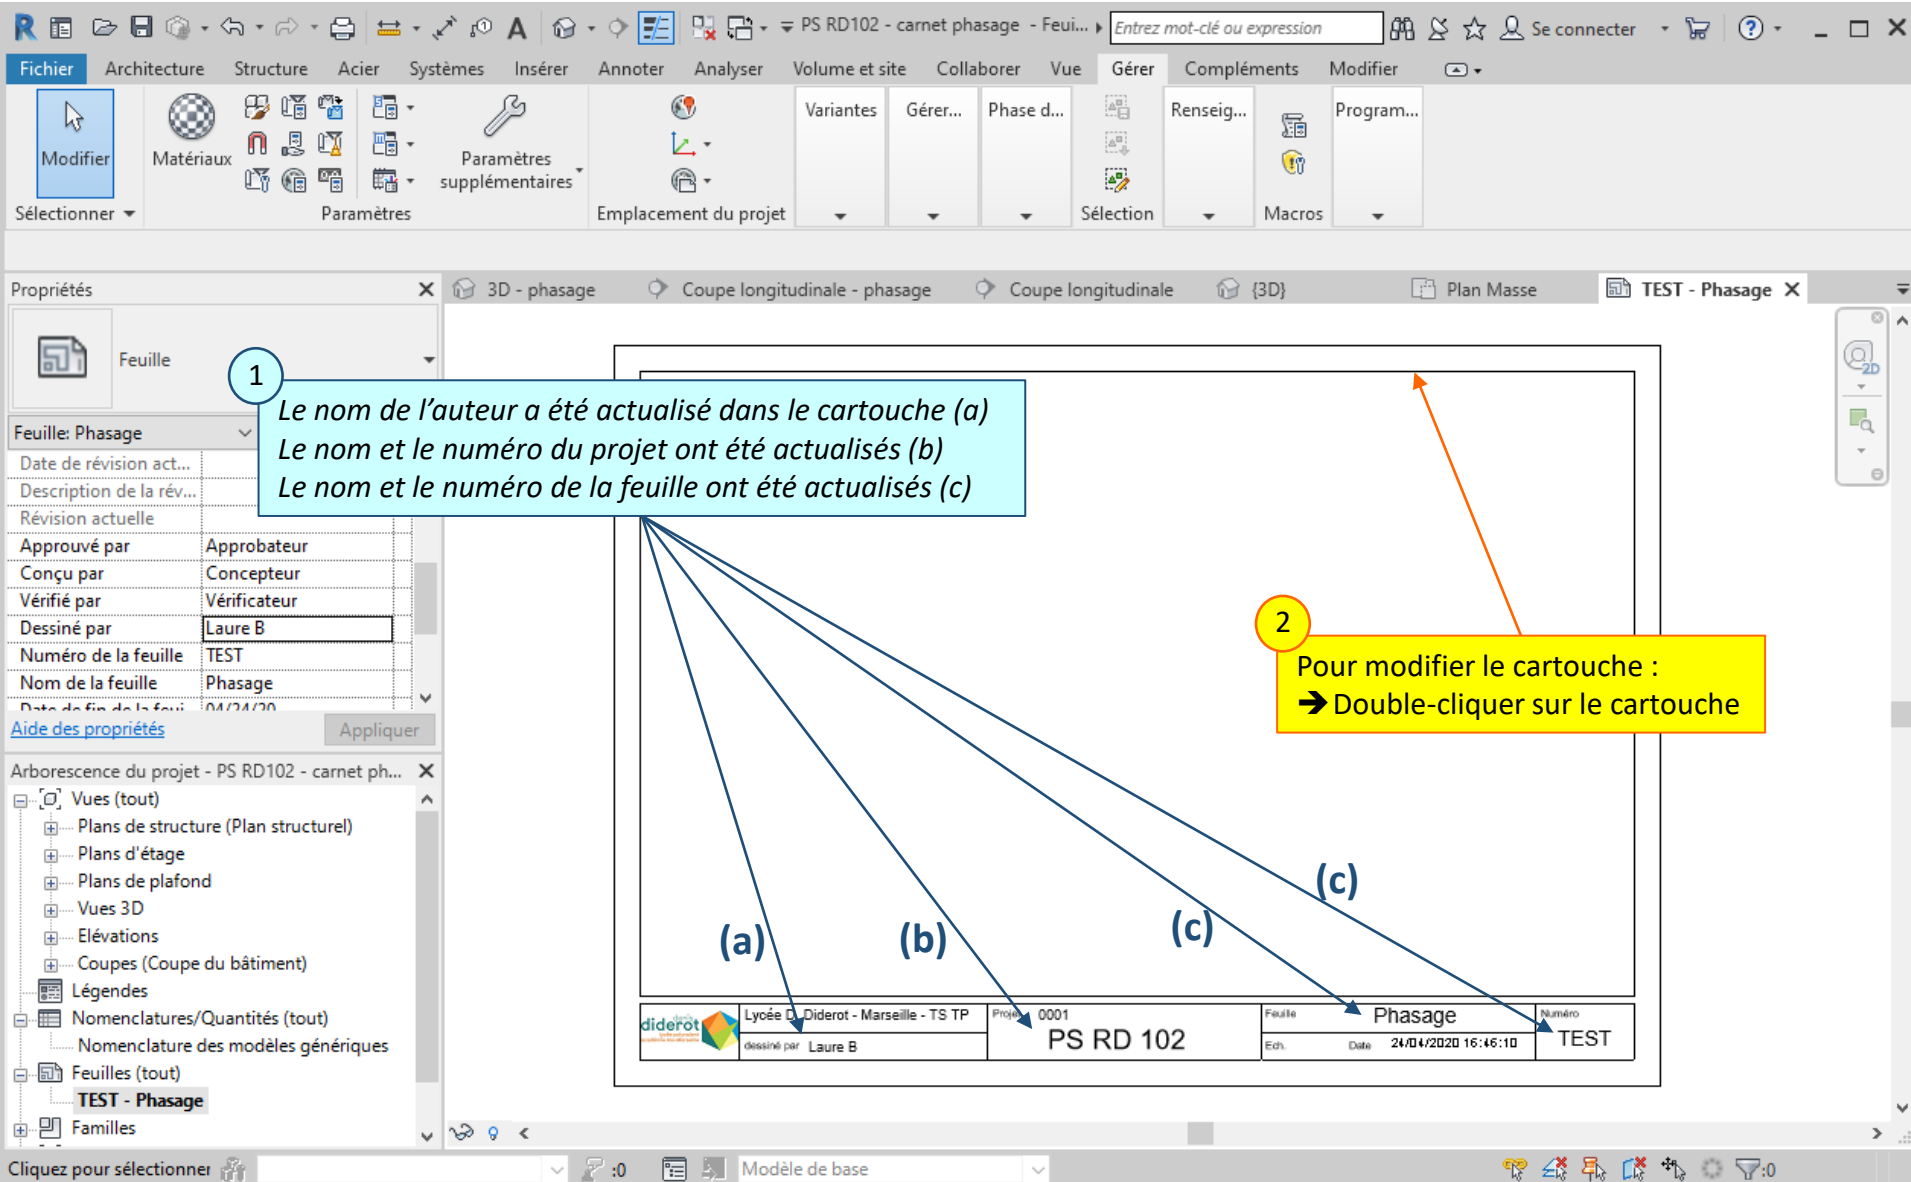 PS RD102 - carnet phasage - Feui...
Entrez mot-clé ou expression
Se connecter
Fichier Architecture Structure Acier Systèmes Insérer Annoter Analyser Volume et site Collaborer Vue Gérer Compléments Modifier
Modifier
Matériaux
Paramètres
supplémentaires
Variantes
Gérer...
Phase d...
Renseig...
Program...
Sélectionner
Paramètres
Emplacement du projet
Sélection
Macros
Propriétés
3D - phasage
Coupe longitudinale - phasage
Coupe longitudinale
{3D}
Plan Masse
TEST - Phasage
2D
Feuille
1
Le nom de l'auteur a été actualisé dans le cartouche (a)
Le nom et le numéro du projet ont été actualisés (b)
Le nom et le numéro de la feuille ont été actualisés (c)
Feuille: Phasage
Date de révision act...
Description de la rév...
Révision actuelle
Approuvé par Approbateur
Conçu par Concepteur
Vérifié par Vérificateur
Dessiné par Laure B
Numéro de la feuille TEST
Nom de la feuille Phasage
Date de fin de la feui... 04/24/20
Aide des propriétés
Appliquer
2
Pour modifier le cartouche :
➔ Double-cliquer sur le cartouche
Arborescence du projet - PS RD102 - carnet ph...
Vues (tout)
Plans de structure (Plan structurel)
Plans d'étage
Plans de plafond
Vues 3D
Elévations
Coupes (Coupe du bâtiment)
Légendes
Nomenclatures/Quantités (tout)
Nomenclature des modèles génériques
Feuilles (tout)
TEST - Phasage
Familles
(a)
(b)
(c)
(c)
denis
diderot
Lycée D. Diderot - Marseille - TS TP
dessiné par Laure B
Projet 0001
PS RD 102
Feuille Phasage
Ech. Date 24/04/2020 16:46:10
Numéro
TEST
Cliquez pour sélectionner
:0
Modèle de base
:0